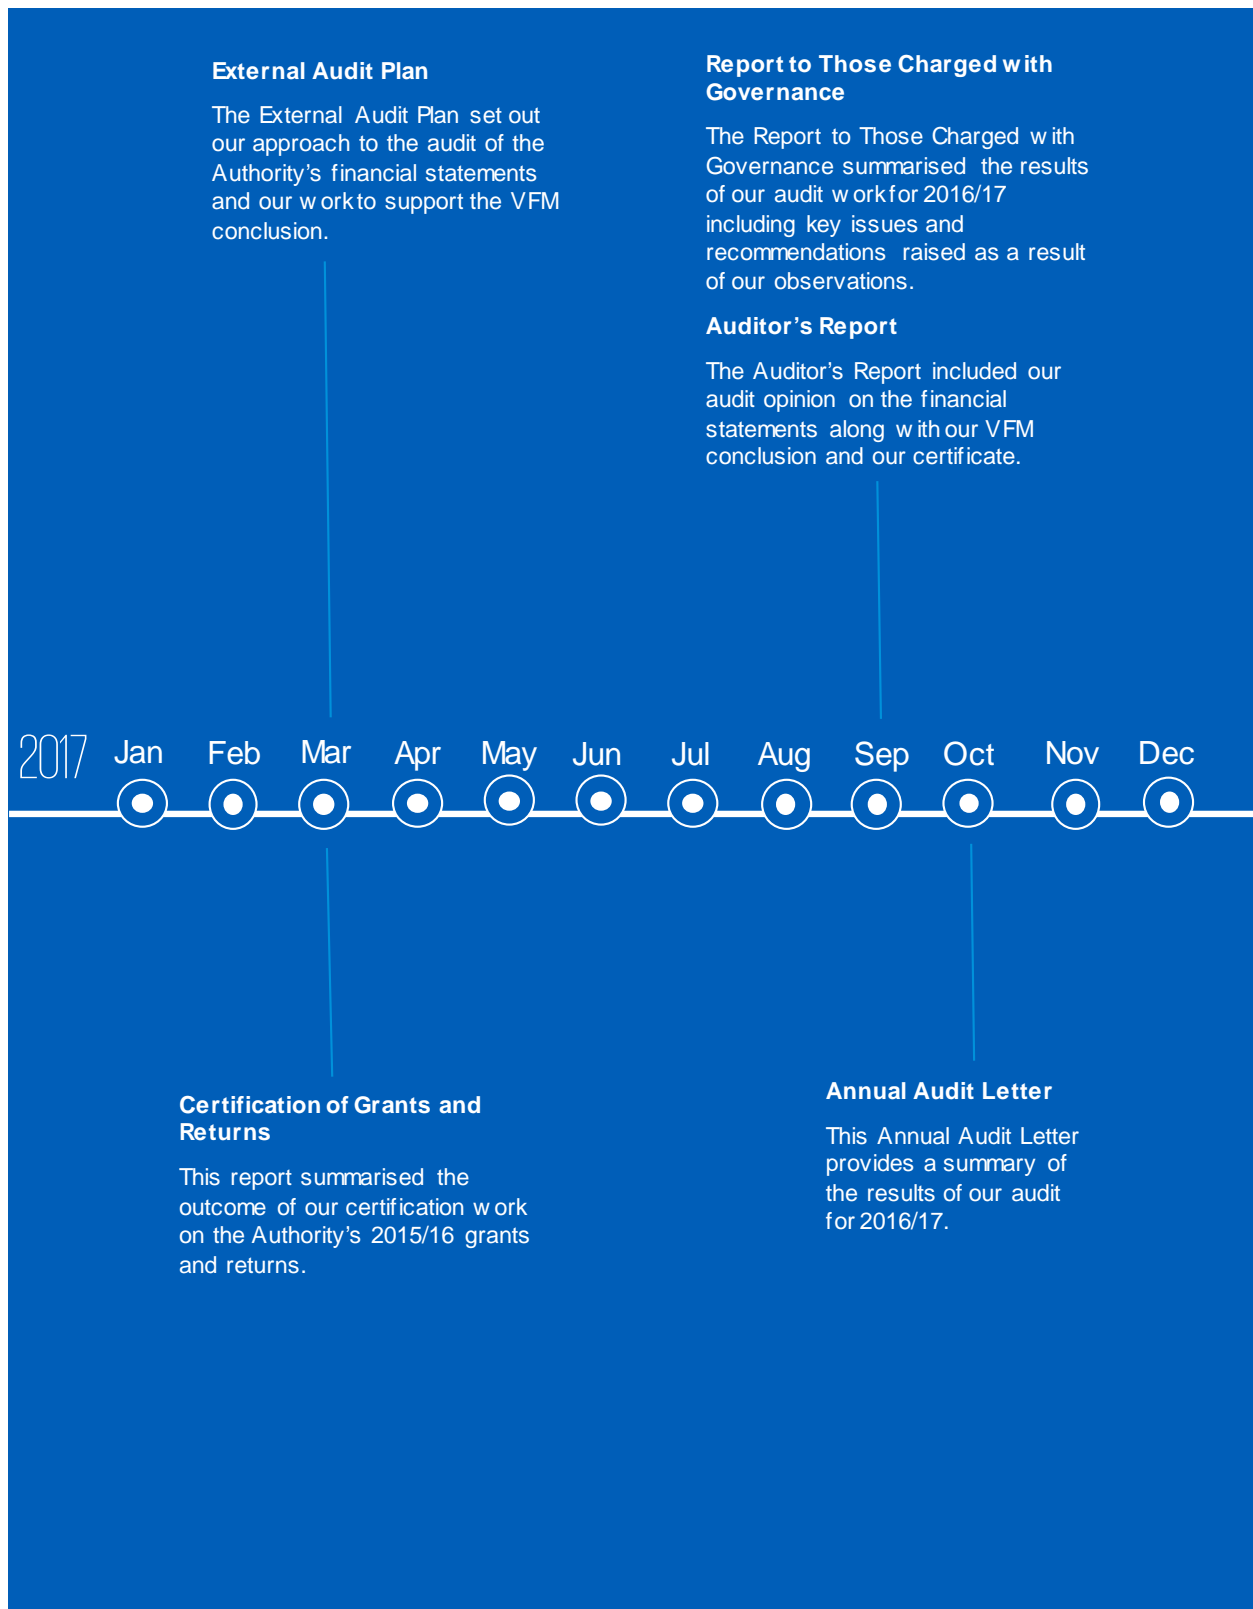 External Audit Plan
The External Audit Plan set out
our approach to the audit of the
Authority’s financial statements
and our work to support the VFM
conclusion.
Report to Those Charged with
Governance
The Report to Those Charged with
Governance summarised the results
of our audit work for 2016/17
including key issues and
recommendations raised as a result
of our observations.
Auditor’s Report
The Auditor’s Report included our
audit opinion on the financial
statements along with our VFM
conclusion and our certificate.
2017 Jan Feb Mar Apr May Jun Jul Aug Sep Oct Nov Dec
Certification of Grants and
Returns
This report summarised the
outcome of our certification work
on the Authority’s 2015/16 grants
and returns.
Annual Audit Letter
This Annual Audit Letter
provides a summary of
the results of our audit
for 2016/17.